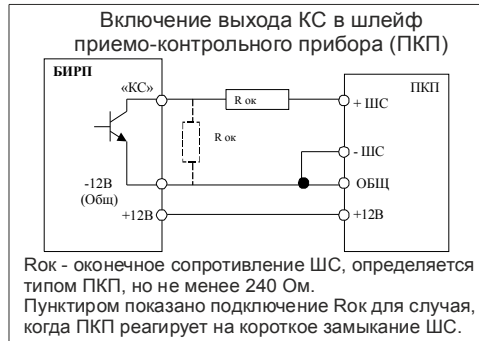 Включение выхода КС в шлейф
приемо-контрольного прибора (ПКП)
БИРП
ПКП
«КС»
R ок
+ ШС
R ок
- ШС
-12В
(Общ)
ОБЩ
+12В
+12В
Rок - оконечное сопротивление ШС, определяется
типом ПКП, но не менее 240 Ом.
Пунктиром показано подключение Rок для случая,
когда ПКП реагирует на короткое замыкание ШС.